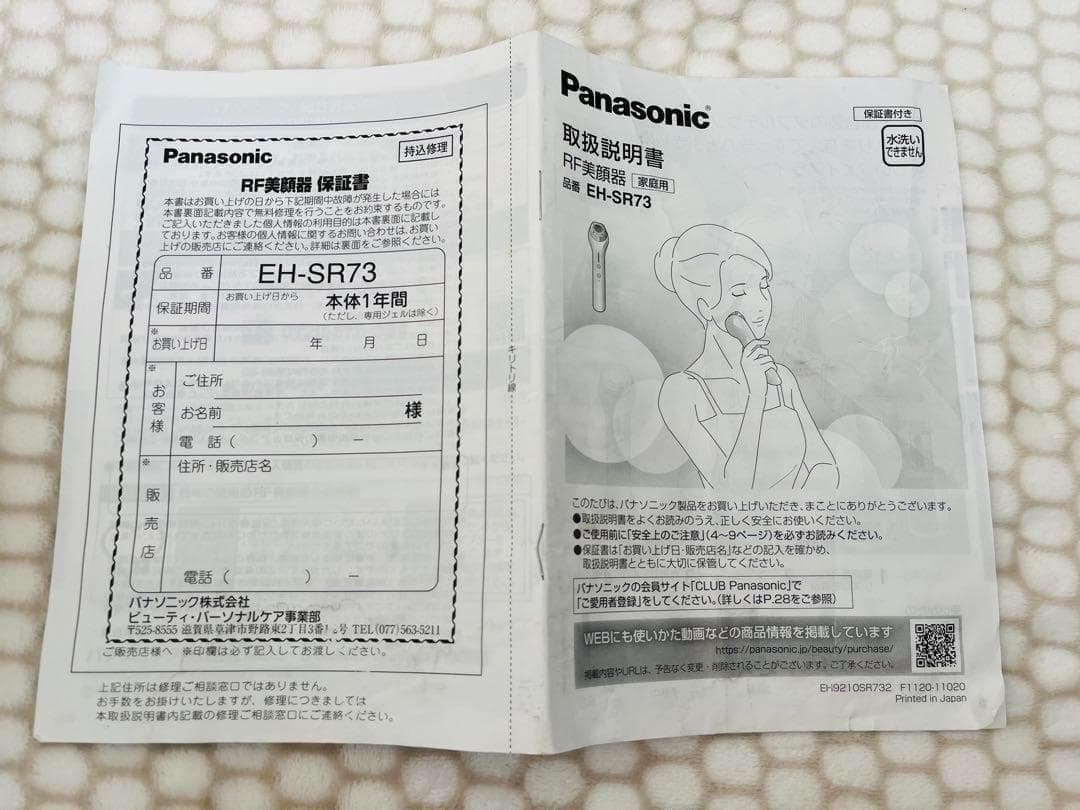 Panasonic
持込修理
RF美顔器 保証書
本書はお買い上げの日から下記期間中故障が発生した場合には
本書裏面記載内容で無料修理を行うことをお約束するものです。
ご記入いただきました個人情報の利用目的は本書裏面に記載し
ております。お客様の個人情報に関するお問い合わせは、お買い
上げの販売店にご連絡ください。詳細は裏面をご参照ください。
品番 EH-SR73
保証期間 お買い上げ日から 本体1年間
(ただし、専用ジェルは除く)
※お買い上げ日 年 月 日
※お客様
ご住所
お名前 様
電話( ) −
※販売店
住所・販売店名
電話( ) −
パナソニック株式会社
ビューティ・パーソナルケア事業部
〒525-8555 滋賀県草津市野路東2丁目3番 号 TEL(077)563-5211
ご販売店様へ ※印欄は必ず記入してお渡しください。
上記住所は修理ご相談窓口ではありません。
お手数をお掛けいたしますが、修理につきましては
本取扱説明書内記載の修理ご相談窓口にご連絡ください。
キリトリ線
Panasonic®
保証書付き
取扱説明書
水洗い
できません
RF美顔器 家庭用
品番 EH-SR73
このたびは、パナソニック製品をお買い上げいただき、まことにありがとうございます。
●取扱説明書をよくお読みのうえ、正しく安全にお使いください。
●ご使用前に「安全上のご注意」(4〜9ページ)を必ずお読みください。
●保証書は「お買い上げ日・販売店名」などの記入を確かめ、
取扱説明書とともに大切に保管してください。
パナソニックの会員サイト「CLUB Panasonic」で
「ご愛用者登録」をしてください。(詳しくはP.28をご参照)
WEBにも使いかた動画などの商品情報を掲載しています
https://panasonic.jp/beauty/purchase/
掲載内容やURLは、予告なく変更・削除されることがございます。ご了承ください。
EH9210SR732 F1120-11020
Printed in Japan